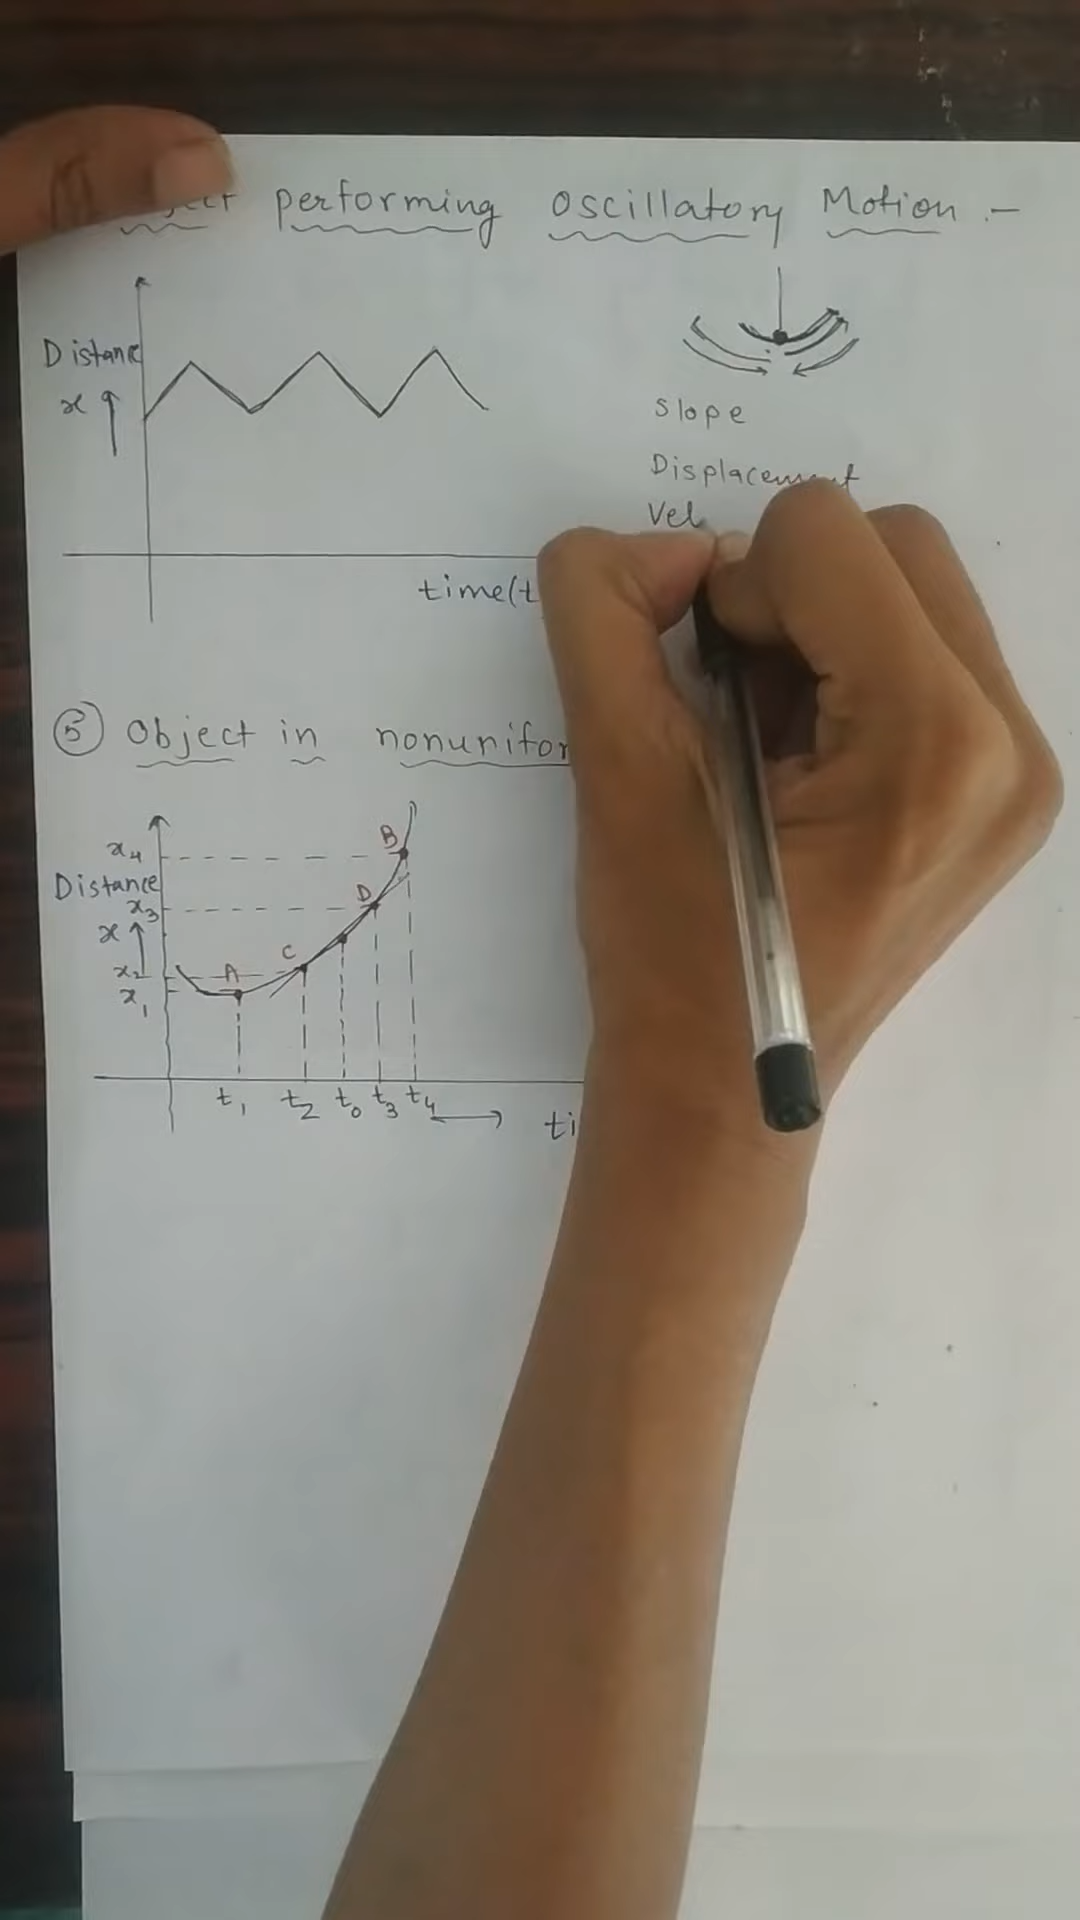 performing oscillatory Motion :-
Distance
x
slope
Displacement
Vel
time(t
5 Object in nonunifor
x4
B
Distance
D
x3
x
C
x2
A
x1
t1 t2 t0 t3 t4
ti